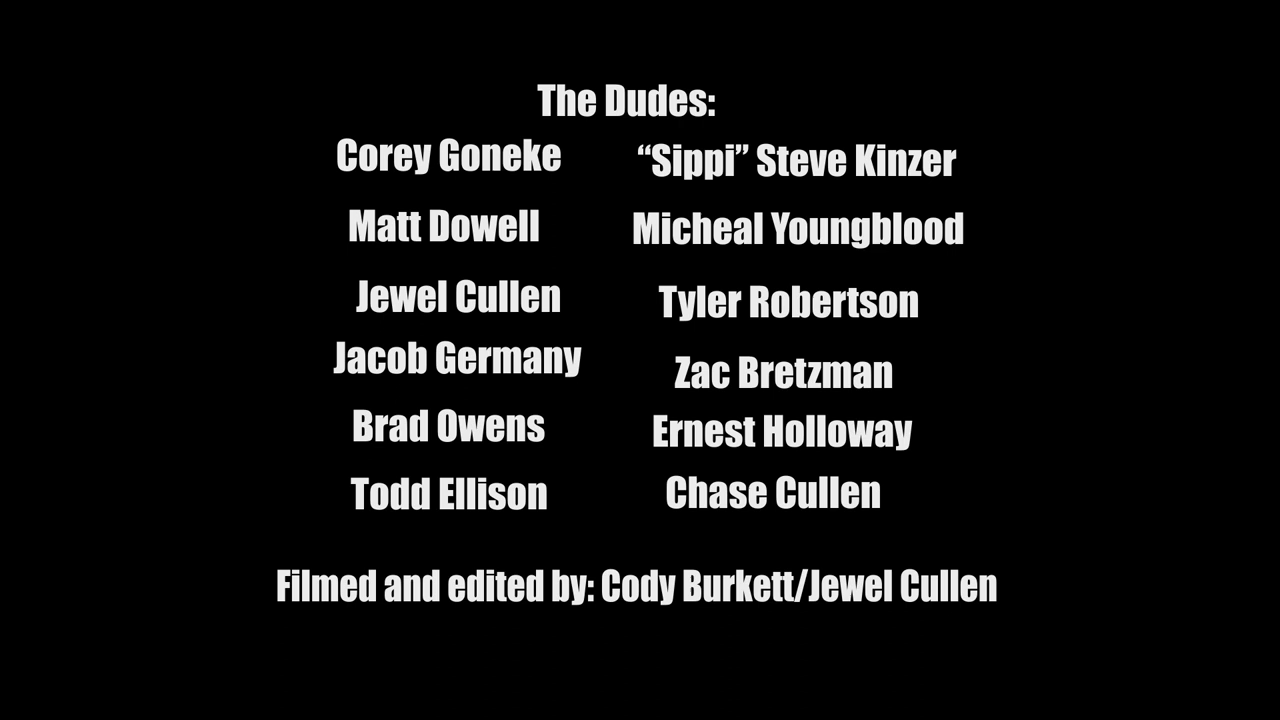 The Dudes:
Corey Goneke “Sippi” Steve Kinzer
Matt Dowell Micheal Youngblood
Jewel Cullen Tyler Robertson
Jacob Germany Zac Bretzman
Brad Owens Ernest Holloway
Todd Ellison Chase Cullen
Filmed and edited by: Cody Burkett/Jewel Cullen